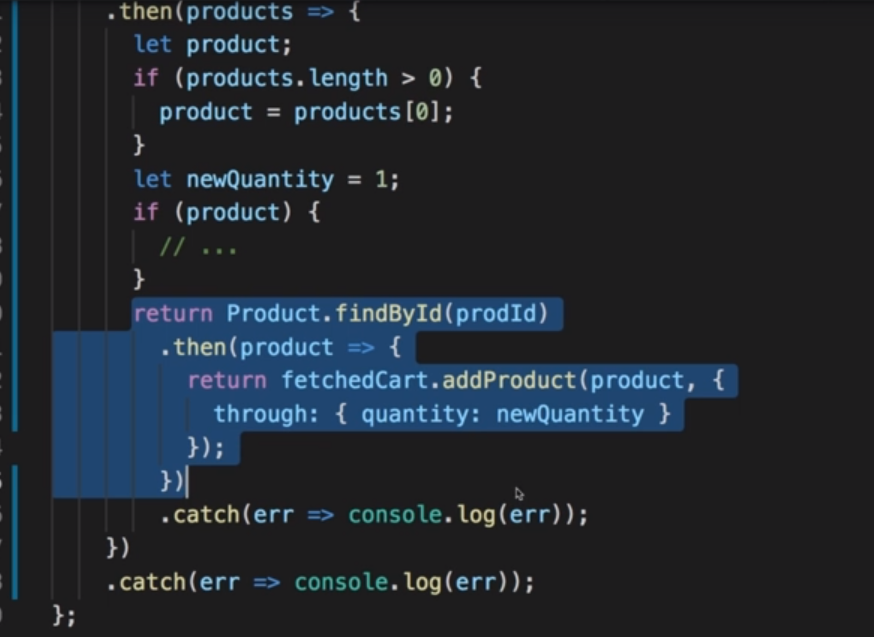 .then(products => {
let product;
if (products.length > 0) {
product = products[0];
}
let newQuantity = 1;
if (product) {
// ...
}
return Product.findById(prodId)
.then(product => {
return fetchedCart.addProduct(product, {
through: { quantity: newQuantity }
});
})
.catch(err => console.log(err));
})
.catch(err => console.log(err));
};